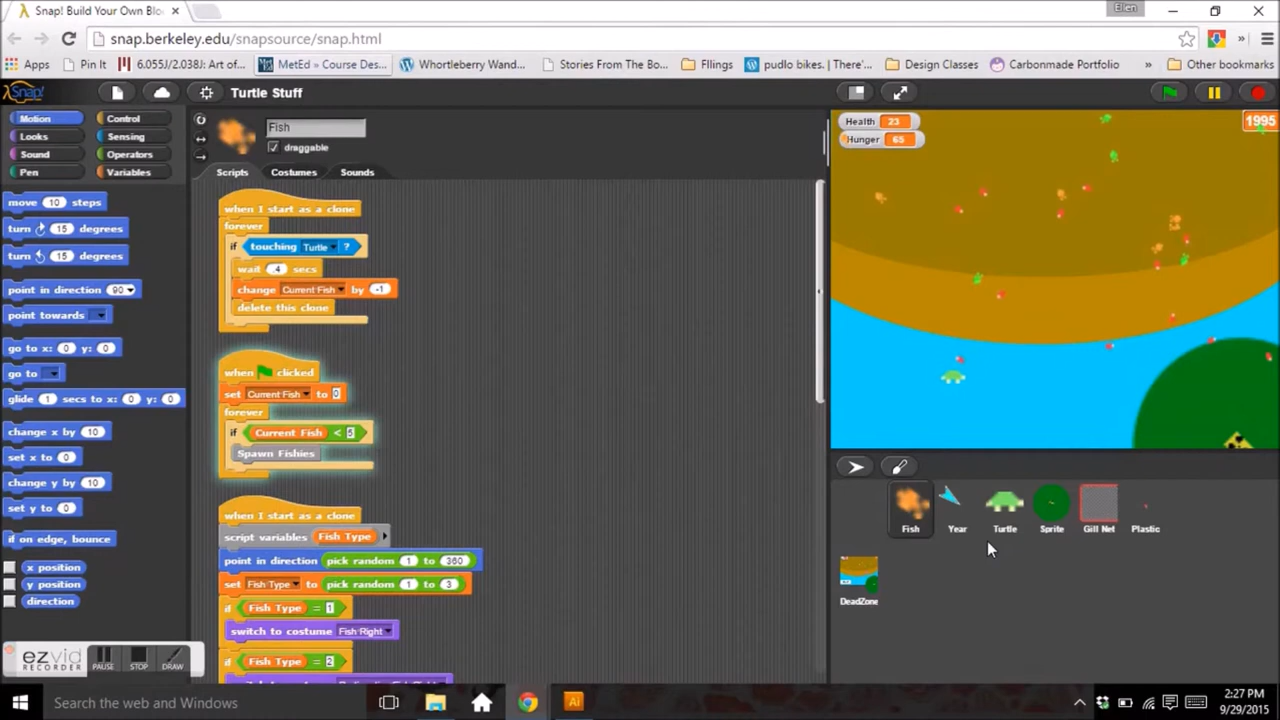 Snap! Build Your Own Blo
Ellen
snap.berkeley.edu/snapsource/snap.html
Apps Pin It 6.055J/2.038J: Art of... MetEd » Course Des... Whortleberry Wand... Stories From The Bo... FIlings pudlo bikes. | There'... Design Classes Carbonmade Portfolio » Other bookmarks
Snap! Turtle Stuff
Motion Control
Looks Sensing
Sound Operators
Pen Variables
Fish
draggable
Scripts Costumes Sounds
move 10 steps
turn 15 degrees
turn 15 degrees
point in direction 90
point towards
go to x: 0 y: 0
go to
glide 1 secs to x: 0 y: 0
change x by 10
set x to 0
change y by 10
set y to 0
if on edge, bounce
x position
y position
direction
when I start as a clone
forever
if touching Turtle ?
wait .4 secs
change Current Fish by -1
delete this clone
when clicked
set Current Fish to 0
forever
if Current Fish < 5
Spawn Fishies
when I start as a clone
script variables Fish Type
point in direction pick random 1 to 360
set Fish Type to pick random 1 to 3
if Fish Type = 1
switch to costume Fish Right
if Fish Type = 2
Health 23
Hunger 65
1995
Fish Year Turtle Sprite Gill Net Plastic
DeadZone
ezvid
RECORDER
PAUSE STOP DRAW
Search the web and Windows
Ai
2:27 PM
9/29/2015